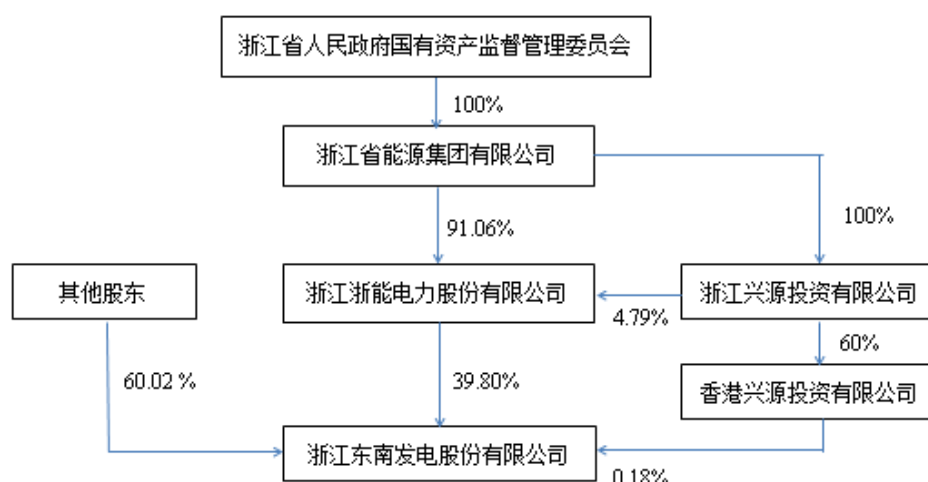 浙江省人民政府国有资产监督管理委员会
100%
浙江省能源集团有限公司
91.06%
100%
其他股东
浙江浙能电力股份有限公司
浙江兴源投资有限公司
4.79%
60.02 %
39.80%
60%
香港兴源投资有限公司
浙江东南发电股份有限公司
0.18%